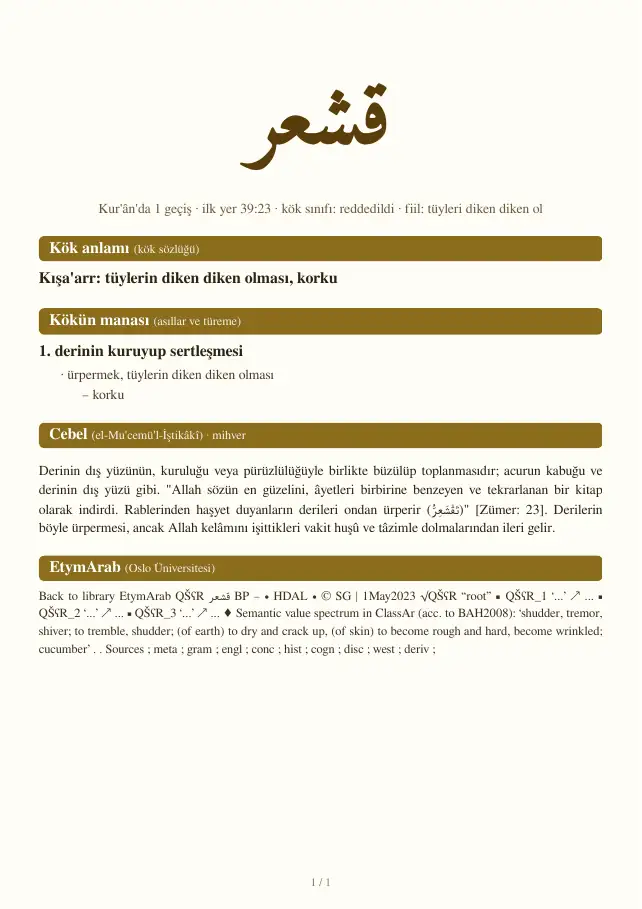 قشعر
Kur'ân'da 1 geçiş · ilk yer 39:23 · kök sınıfı: reddedildi · fiil: tüyleri diken diken ol
Kök anlamı (kök sözlüğü)
Kışa'arr: tüylerin diken diken olması, korku
Kökün manası (asıllar ve türeme)
1. derinin kuruyup sertleşmesi
· ürpermek, tüylerin diken diken olması
– korku
Cebel (el-Mu'cemü'l-İştikâkî) · mihver
Derinin dış yüzünün, kuruluğu veya pürüzlülüğüyle birlikte büzülüp toplanmasıdır; acurun kabuğu ve
derinin dış yüzü gibi. "Allah sözün en güzelini, âyetleri birbirine benzeyen ve tekrarlanan bir kitap
olarak indirdi. Rablerinden haşyet duyanların derileri ondan ürperir (تَقْشَعِرُّ)" [Zümer: 23]. Derilerin
böyle ürpermesi, ancak Allah kelâmını işittikleri vakit huşû ve tâzimle dolmalarından ileri gelir.
EtymArab (Oslo Üniversitesi)
Back to library EtymArab QŠʕR قشعر BP – • HDAL • © SG | 1May2023 √QŠʕR “root” ▪ QŠʕR_1 ‘...’ ↗ ... ▪
QŠʕR_2 ‘...’ ↗ ... ▪ QŠʕR_3 ‘...’ ↗ ... ♦ Semantic value spectrum in ClassAr (acc. to BAH2008): ‘shudder, tremor,
shiver; to tremble, shudder; (of earth) to dry and crack up, (of skin) to become rough and hard, become wrinkled;
cucumber’ . . Sources ; meta ; gram ; engl ; conc ; hist ; cogn ; disc ; west ; deriv ;
1 / 1